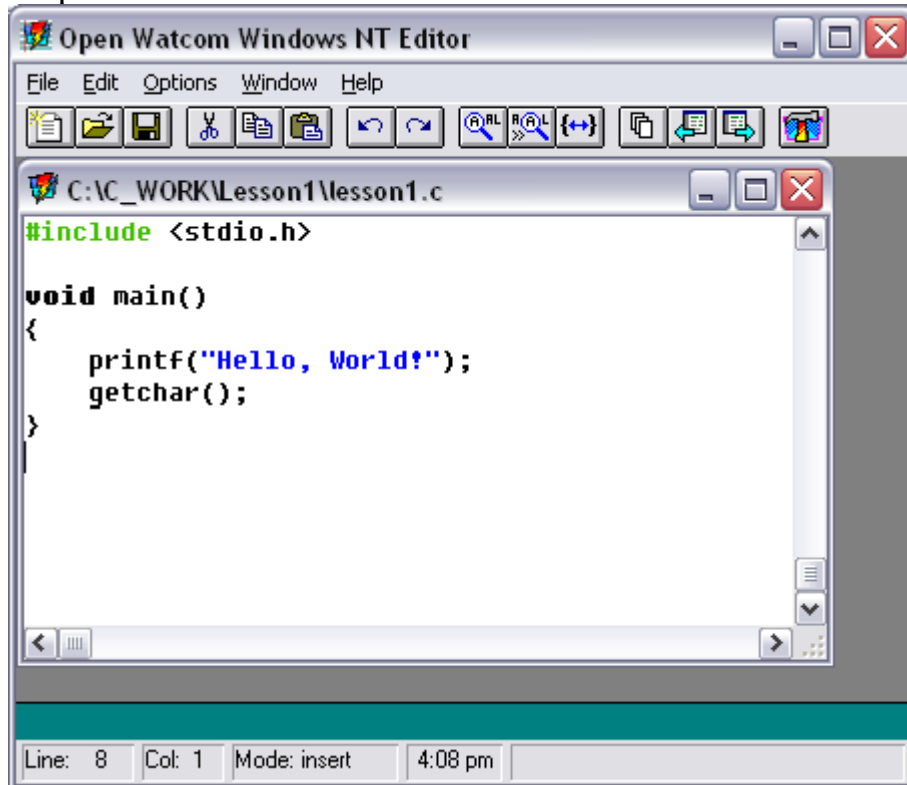 Open Watcom Windows NT Editor
File Edit Options Window Help
C:\C_WORK\Lesson1\lesson1.c
#include <stdio.h>
void main()
{
    printf("Hello, World!");
    getchar();
}
Line: 8 Col: 1 Mode: insert 4:08 pm